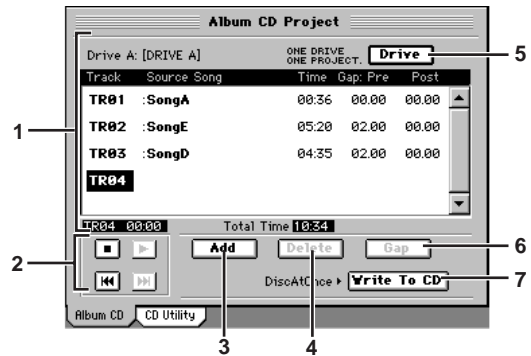 Album CD Project
Drive A: [DRIVE A]
ONE DRIVE
ONE PROJECT.
Drive
5
Track Source Song Time Gap: Pre Post
TR01 :SongA 00:36 00.00 00.00
1
TR02 :SongE 05:20 02.00 00.00
TR03 :SongD 04:35 02.00 00.00
TR04
TR04 00:00 Total Time 10:34
2
Add Delete Gap
6
DiscAtOnce Write To CD
7
Album CD CD Utility
3 4